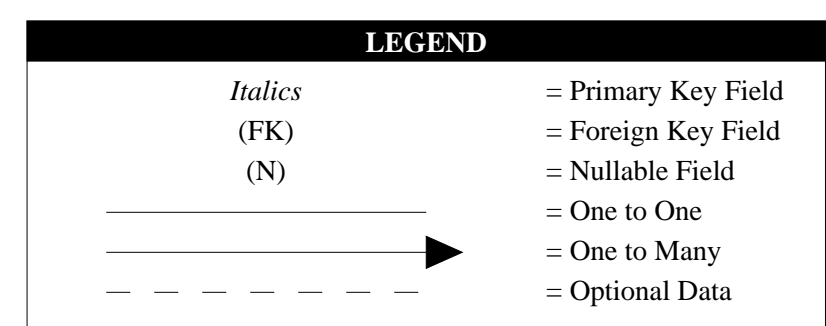 LEGEND
Italics = Primary Key Field
(FK) = Foreign Key Field
(N) = Nullable Field
= One to One
= One to Many
= Optional Data